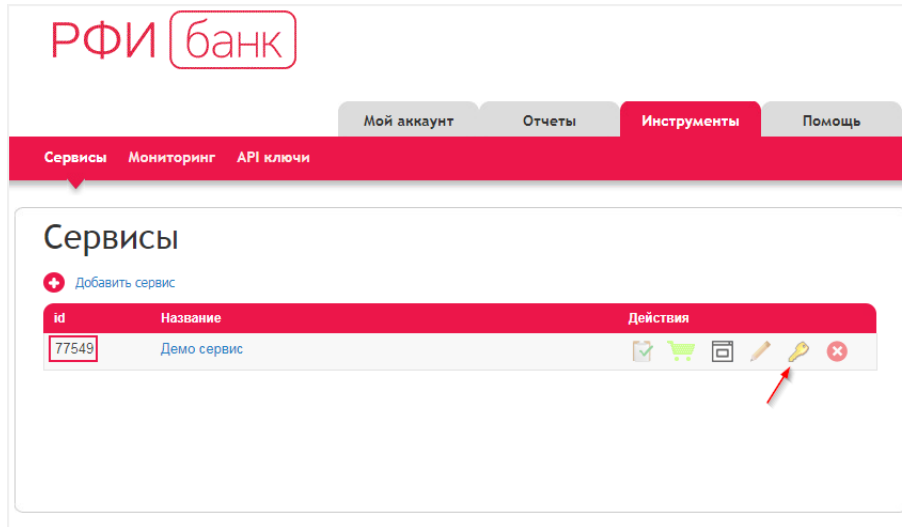 РФИ банк
Мой аккаунт Отчеты Инструменты Помощь
Сервисы Мониторинг API ключи
Сервисы
Добавить сервис
id Название Действия
77549 Демо сервис